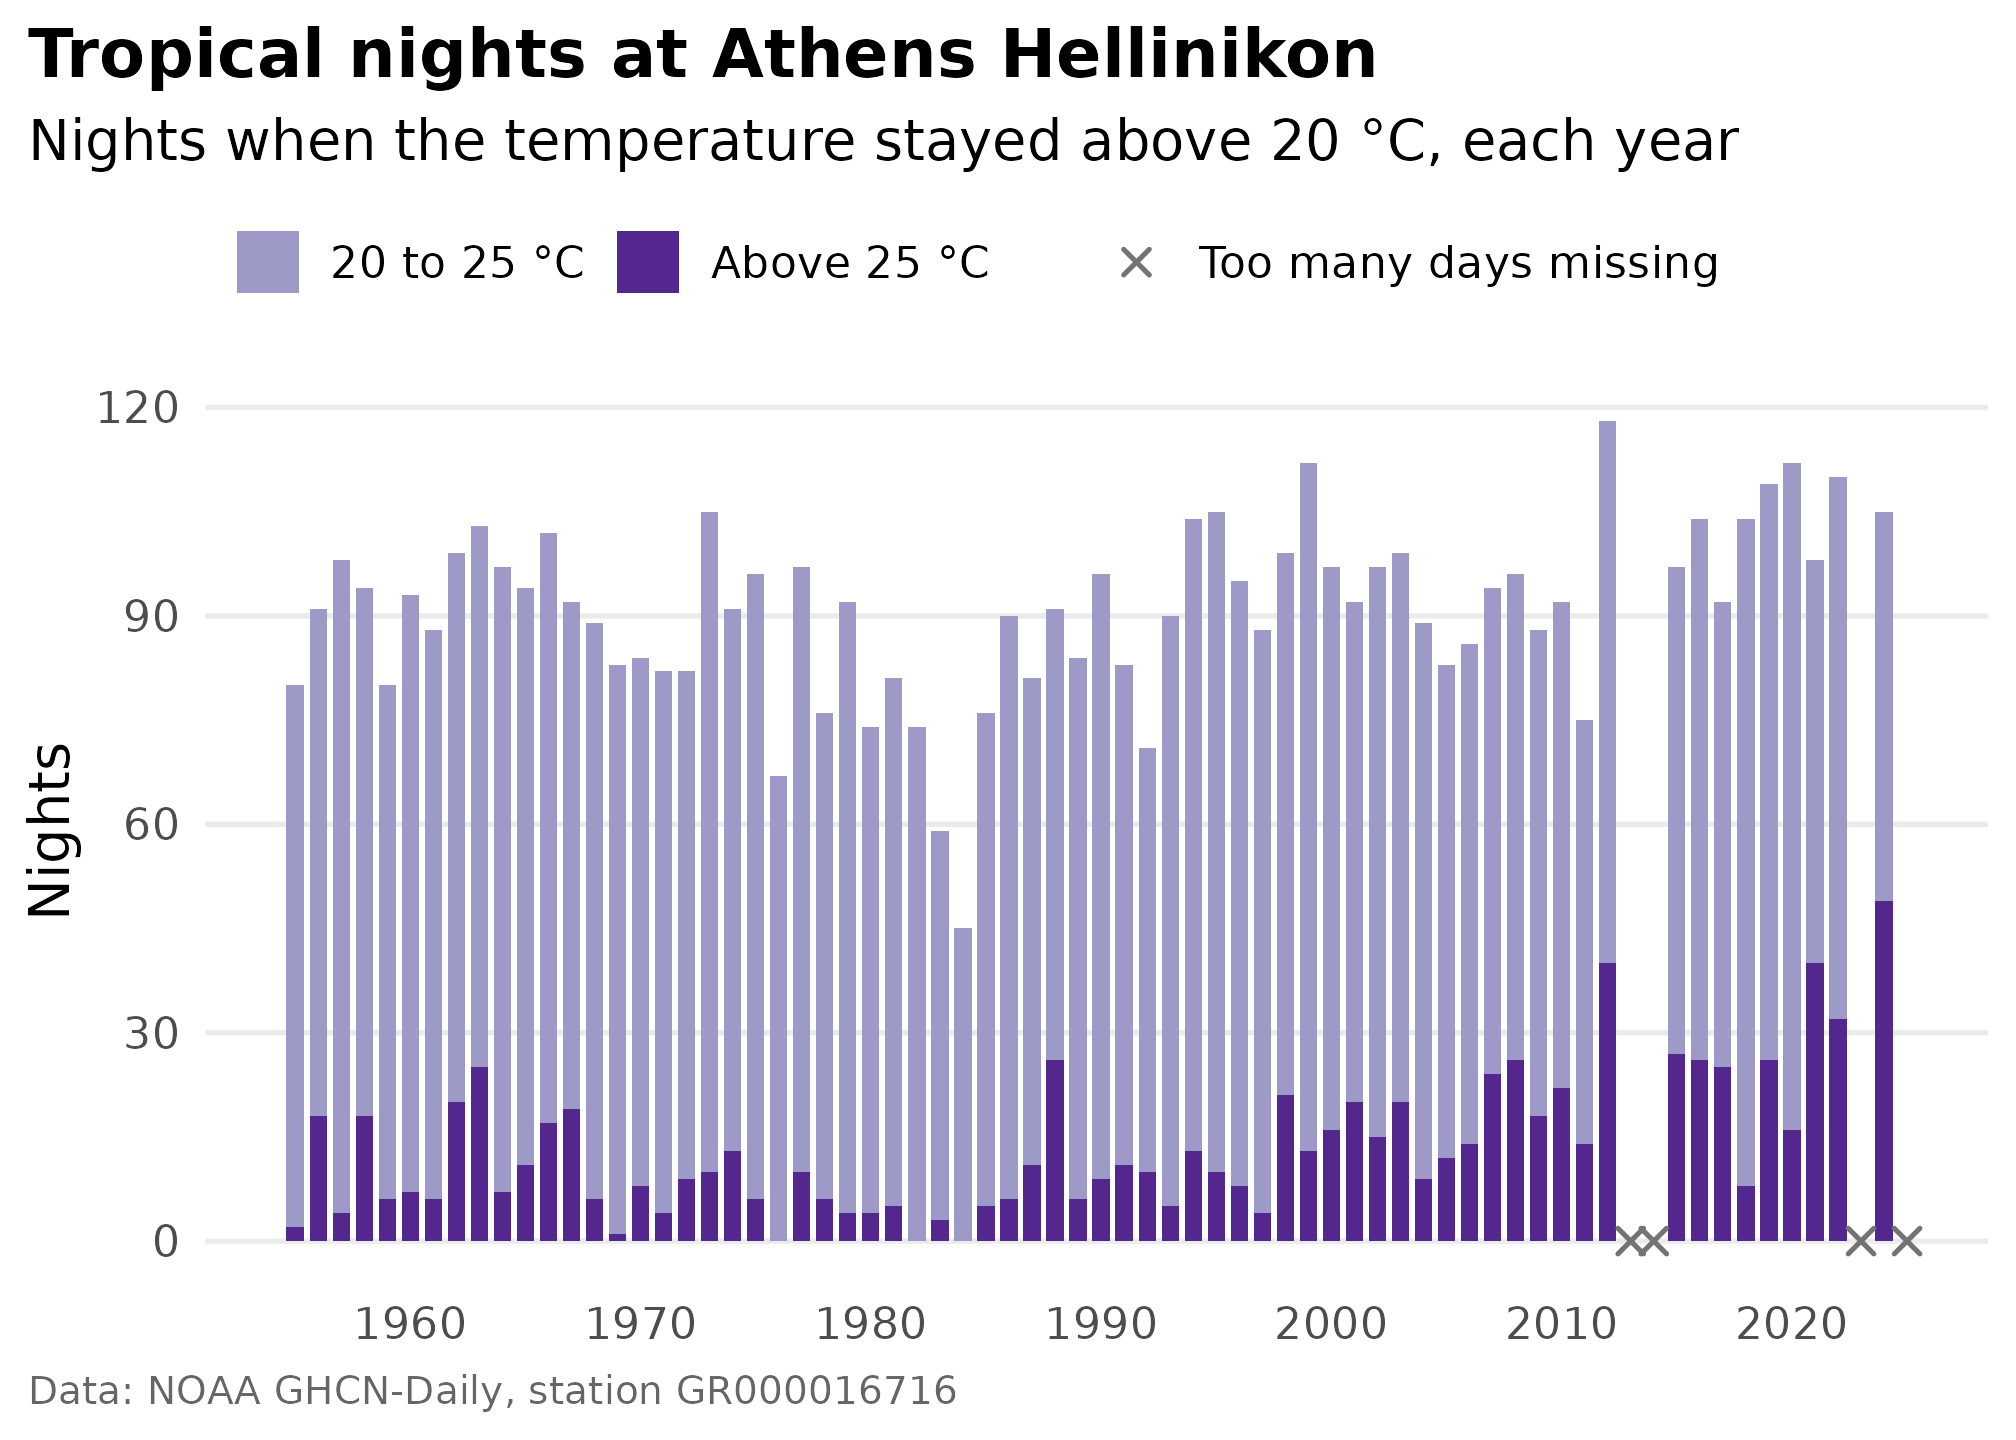 Tropical nights at Athens Hellinikon
Nights when the temperature stayed above 20 °C, each year
20 to 25 °C Above 25 °C Too many days missing
120
90
60
30
0
Nights
1960 1970 1980 1990 2000 2010 2020
Data: NOAA GHCN-Daily, station GR000016716